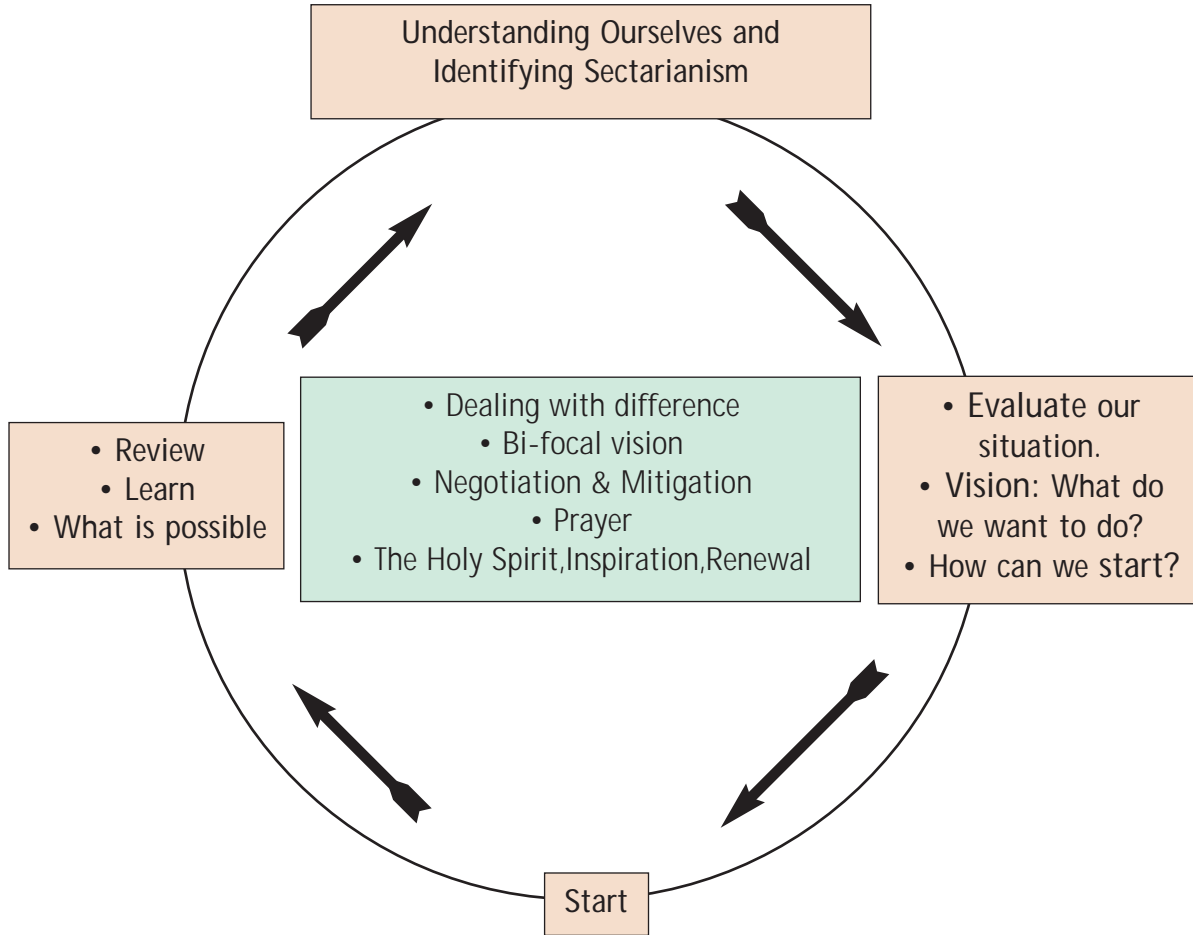 Understanding Ourselves and
Identifying Sectarianism
• Review
• Learn
• What is possible
• Dealing with difference
• Bi-focal vision
• Negotiation & Mitigation
• Prayer
• The Holy Spirit,Inspiration,Renewal
• Evaluate our
situation.
• Vision: What do
we want to do?
• How can we start?
Start